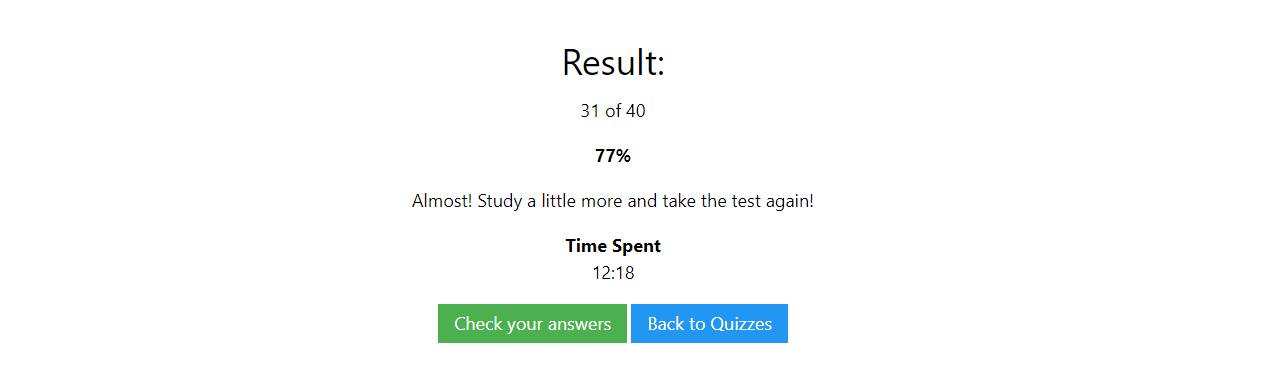 Result:
31 of 40
77%
Almost! Study a little more and take the test again!
Time Spent
12:18
Check your answers Back to Quizzes